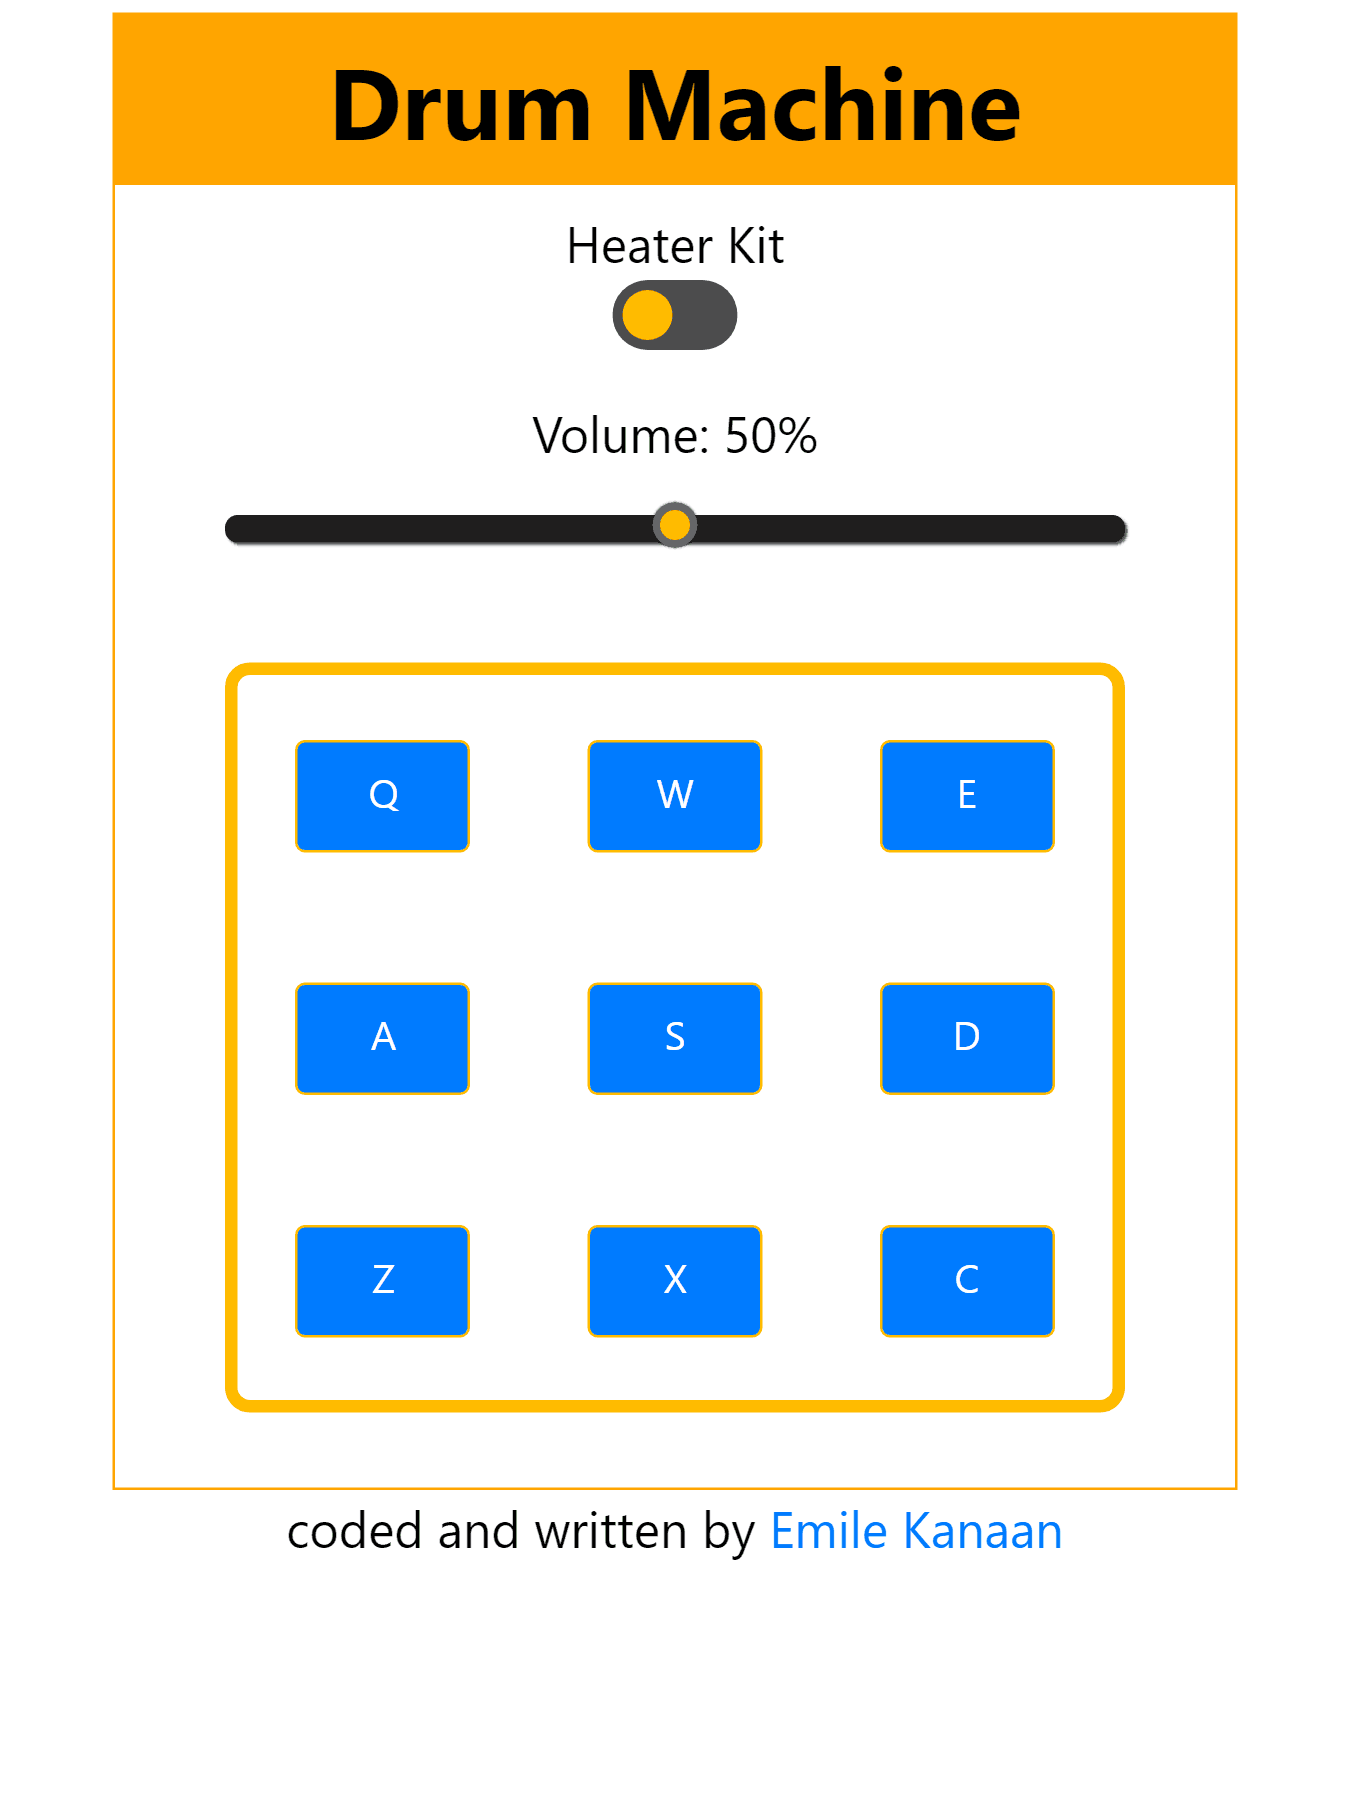 Drum Machine
Heater Kit
Volume: 50%
Q W E
A S D
Z X C
coded and written by Emile Kanaan